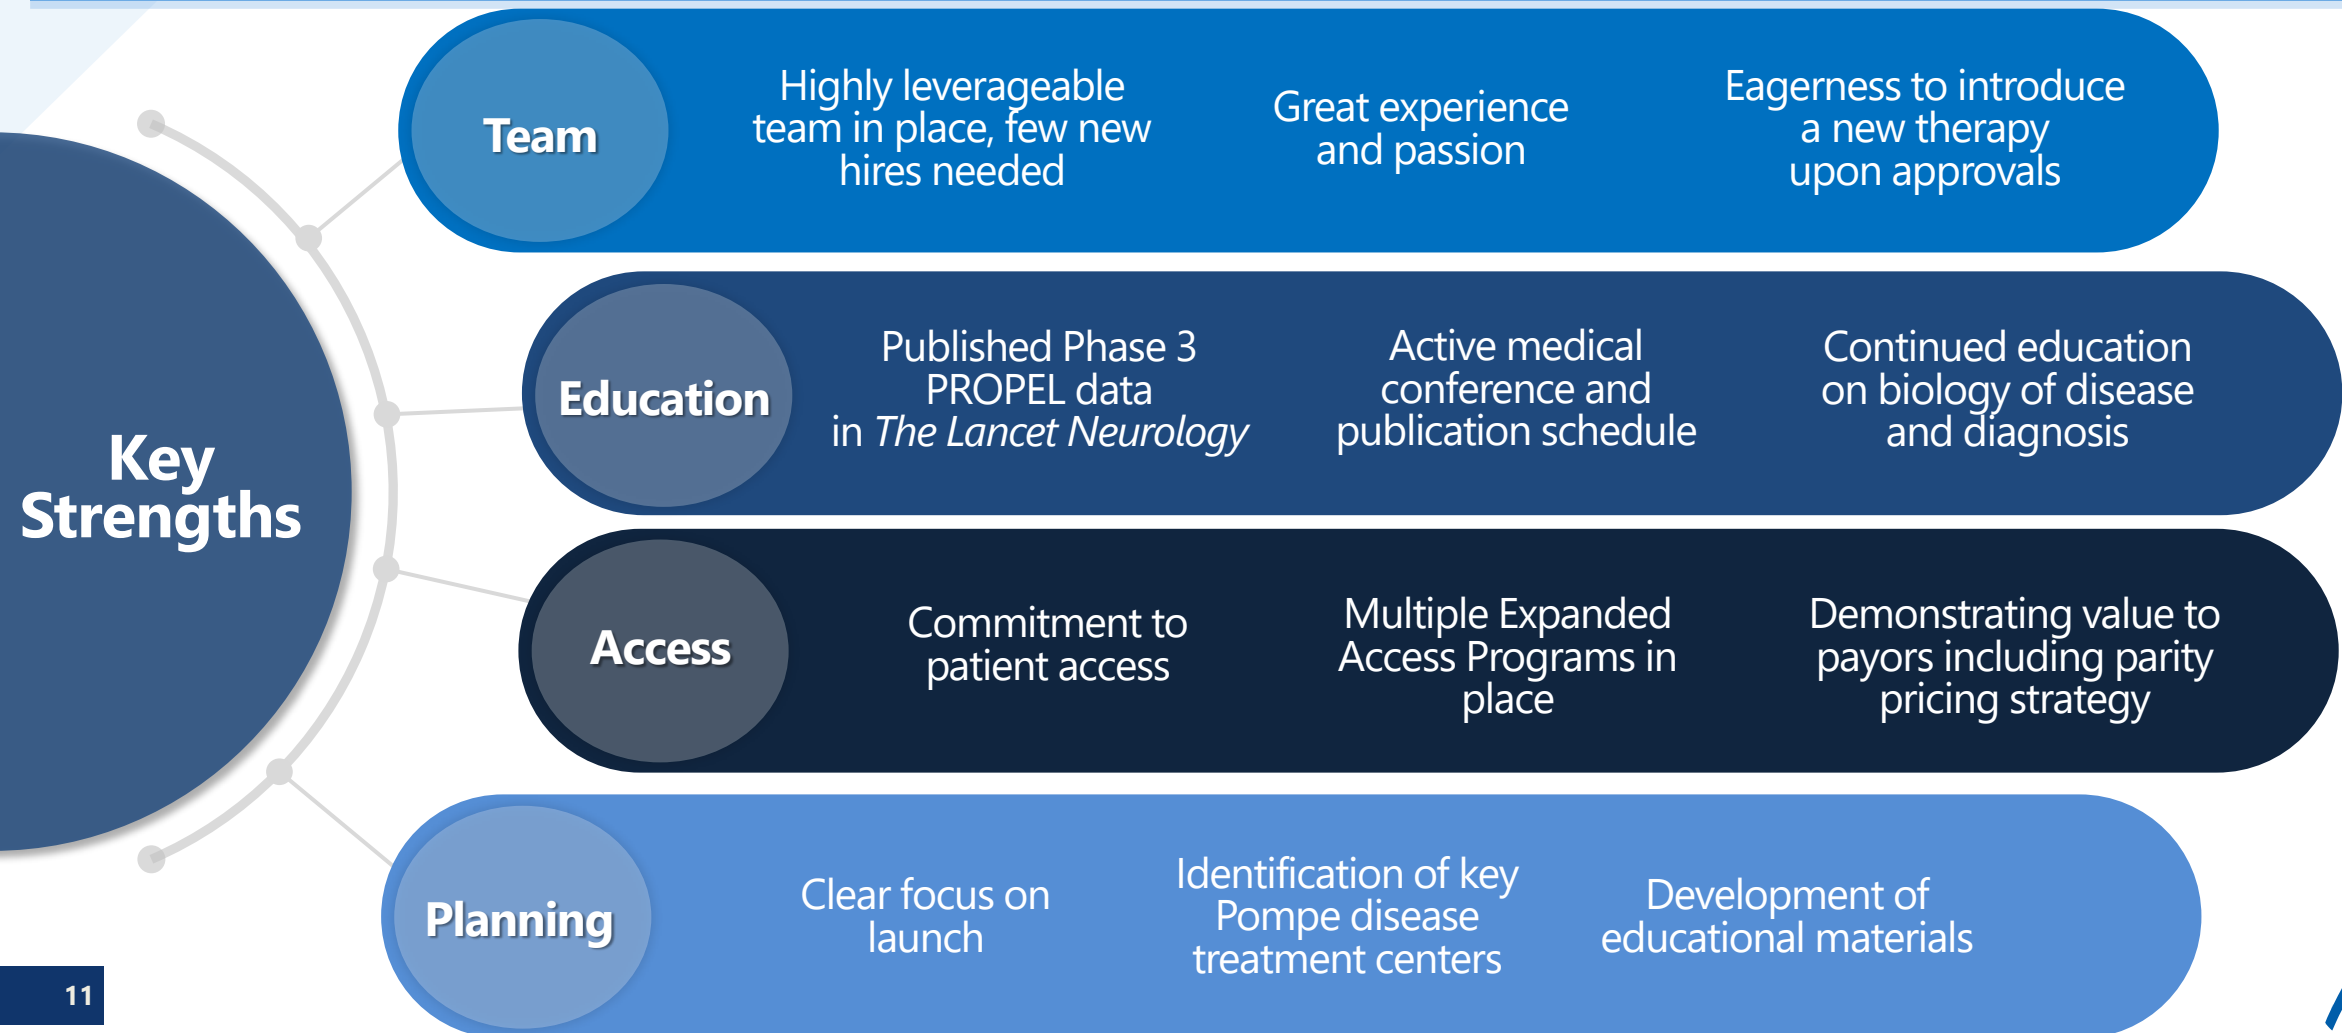 Key
Strengths
Team
Highly leverageable
team in place, few new
hires needed
Great experience
and passion
Eagerness to introduce
a new therapy
upon approvals
Education
Published Phase 3
PROPEL data
in The Lancet Neurology
Active medical
conference and
publication schedule
Continued education
on biology of disease
and diagnosis
Access
Commitment to
patient access
Multiple Expanded
Access Programs in
place
Demonstrating value to
payors including parity
pricing strategy
Planning
Clear focus on
launch
Identification of key
Pompe disease
treatment centers
Development of
educational materials
11